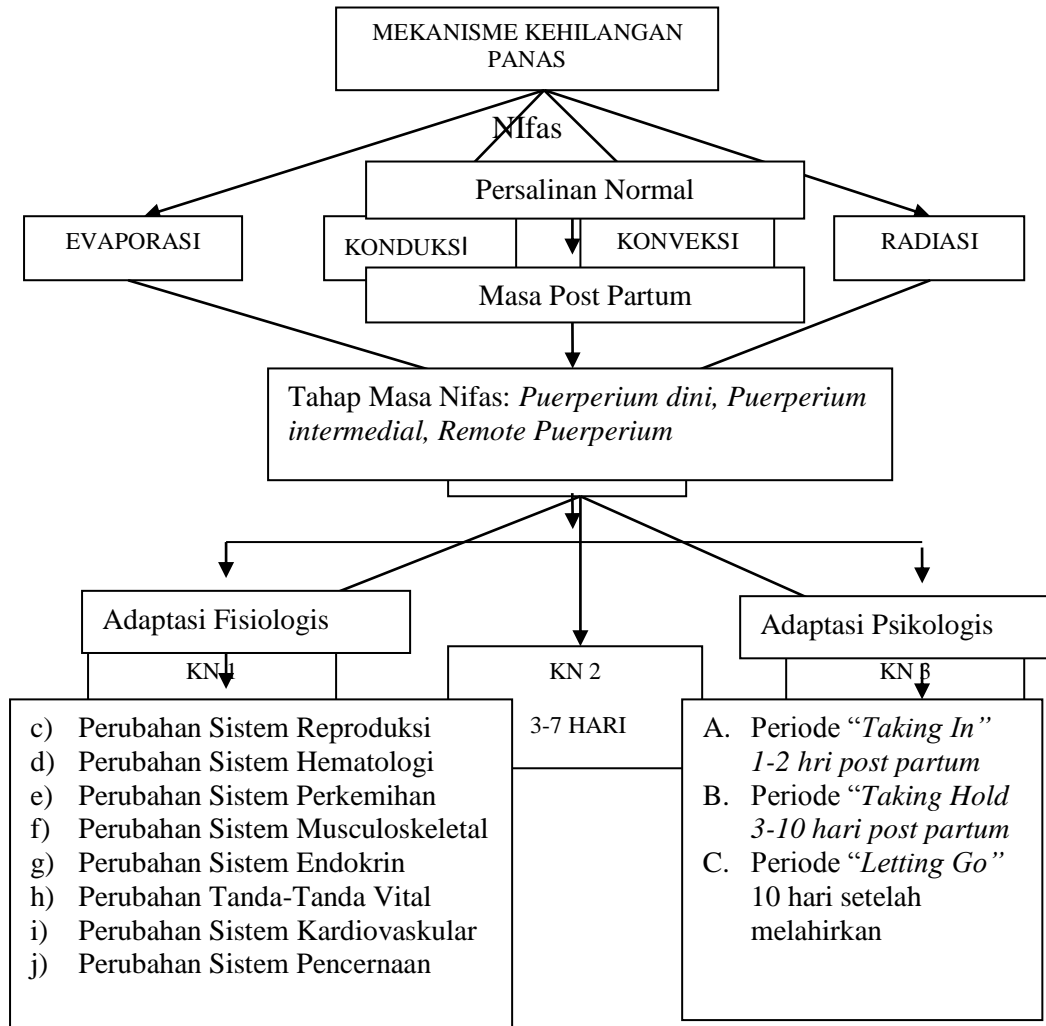 MEKANISME KEHILANGAN
PANAS
NIfas
Persalinan Normal
EVAPORASI
KONDUKSI
KONVEKSI
RADIASI
Masa Post Partum
Tahap Masa Nifas: Puerperium dini, Puerperium
intermedial, Remote Puerperium
Adaptasi Fisiologis
Adaptasi Psikologis
KN 1
KN 2
KN 3
3-7 HARI
c) Perubahan Sistem Reproduksi
d) Perubahan Sistem Hematologi
e) Perubahan Sistem Perkemihan
f) Perubahan Sistem Musculoskeletal
g) Perubahan Sistem Endokrin
h) Perubahan Tanda-Tanda Vital
i) Perubahan Sistem Kardiovaskular
j) Perubahan Sistem Pencernaan
A. Periode “Taking In”
1-2 hri post partum
B. Periode “Taking Hold
3-10 hari post partum
C. Periode “Letting Go”
10 hari setelah
melahirkan